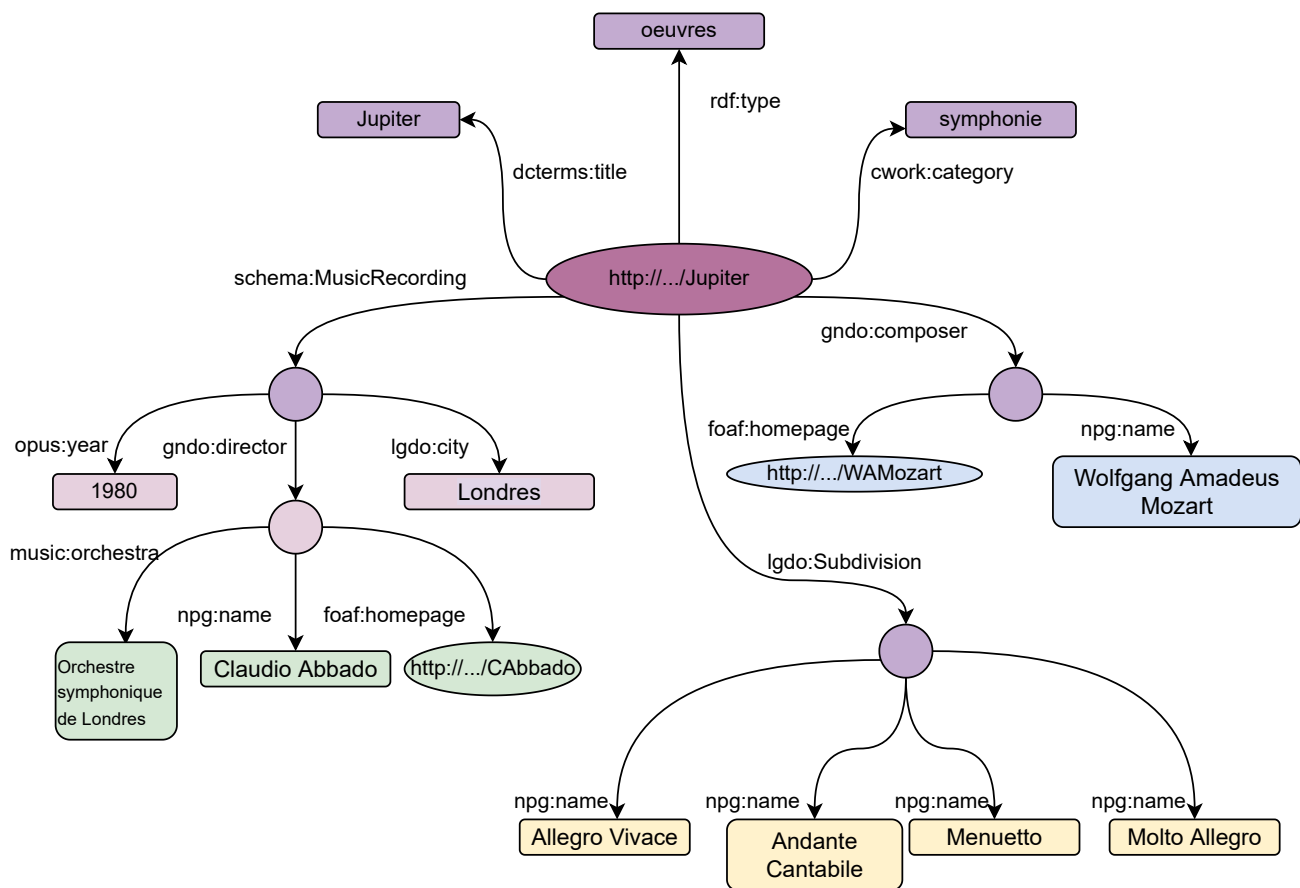 oeuvres
rdf:type
Jupiter
symphonie
dcterms:title
cwork:category
schema:MusicRecording
http://.../Jupiter
gndo:composer
opus:year
gndo:director
lgdo:city
foaf:homepage
npg:name
1980
Londres
http://.../WAMozart
Wolfgang Amadeus
Mozart
music:orchestra
lgdo:Subdivision
npg:name
foaf:homepage
Orchestre
symphonique
de Londres
Claudio Abbado
http://.../CAbbado
npg:name
npg:name
npg:name
npg:name
Allegro Vivace
Andante
Cantabile
Menuetto
Molto Allegro